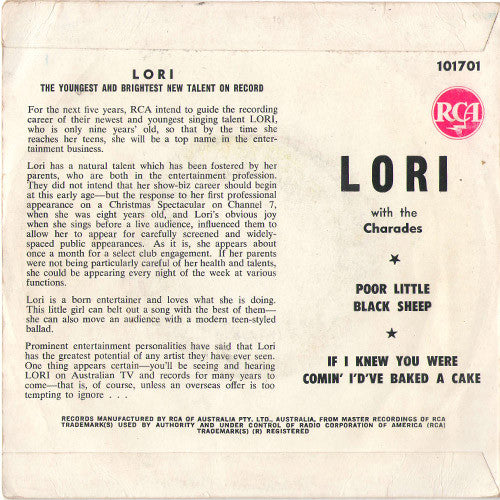 LORI
THE YOUNGEST AND BRIGHTEST NEW TALENT ON RECORD
For the next five years, RCA intend to guide the recording
career of their newest and youngest singing talent LORI,
who is only nine years' old, so that by the time she
reaches her teens, she will be a top name in the enter-
tainment business.
Lori has a natural talent which has been fostered by her
parents, who are both in the entertainment profession.
They did not intend that her show-biz career should begin
at this early age—but the response to her first professional
appearance on a Christmas Spectacular on Channel 7,
when she was eight years old, and Lori's obvious joy
when she sings before a live audience, influenced them to
allow her to appear for carefully screened and widely-
spaced public appearances. As it is, she appears about
once a month for a select club engagement. If her parents
were not being particularly careful of her health and talents,
she could be appearing every night of the week at various
functions.
Lori is a born entertainer and loves what she is doing.
This little girl can belt out a song with the best of them—
she can also move an audience with a modern teen-styled
ballad.
Prominent entertainment personalities have said that Lori
has the greatest potential of any artist they have ever seen.
One thing appears certain—you'll be seeing and hearing
LORI on Australian TV and records for many years to
come—that is, of course, unless an overseas offer is too
tempting to ignore . . .
101701
RCA
LORI
with the
Charades
★
POOR LITTLE
BLACK SHEEP
★
IF I KNEW YOU WERE
COMIN' I'D'VE BAKED A CAKE
RECORDS MANUFACTURED BY RCA OF AUSTRALIA PTY. LTD., AUSTRALIA, FROM MASTER RECORDINGS OF RCA
TRADEMARK(S) USED BY AUTHORITY AND UNDER CONTROL OF RADIO CORPORATION OF AMERICA (RCA)
TRADEMARK(S) (R) REGISTERED